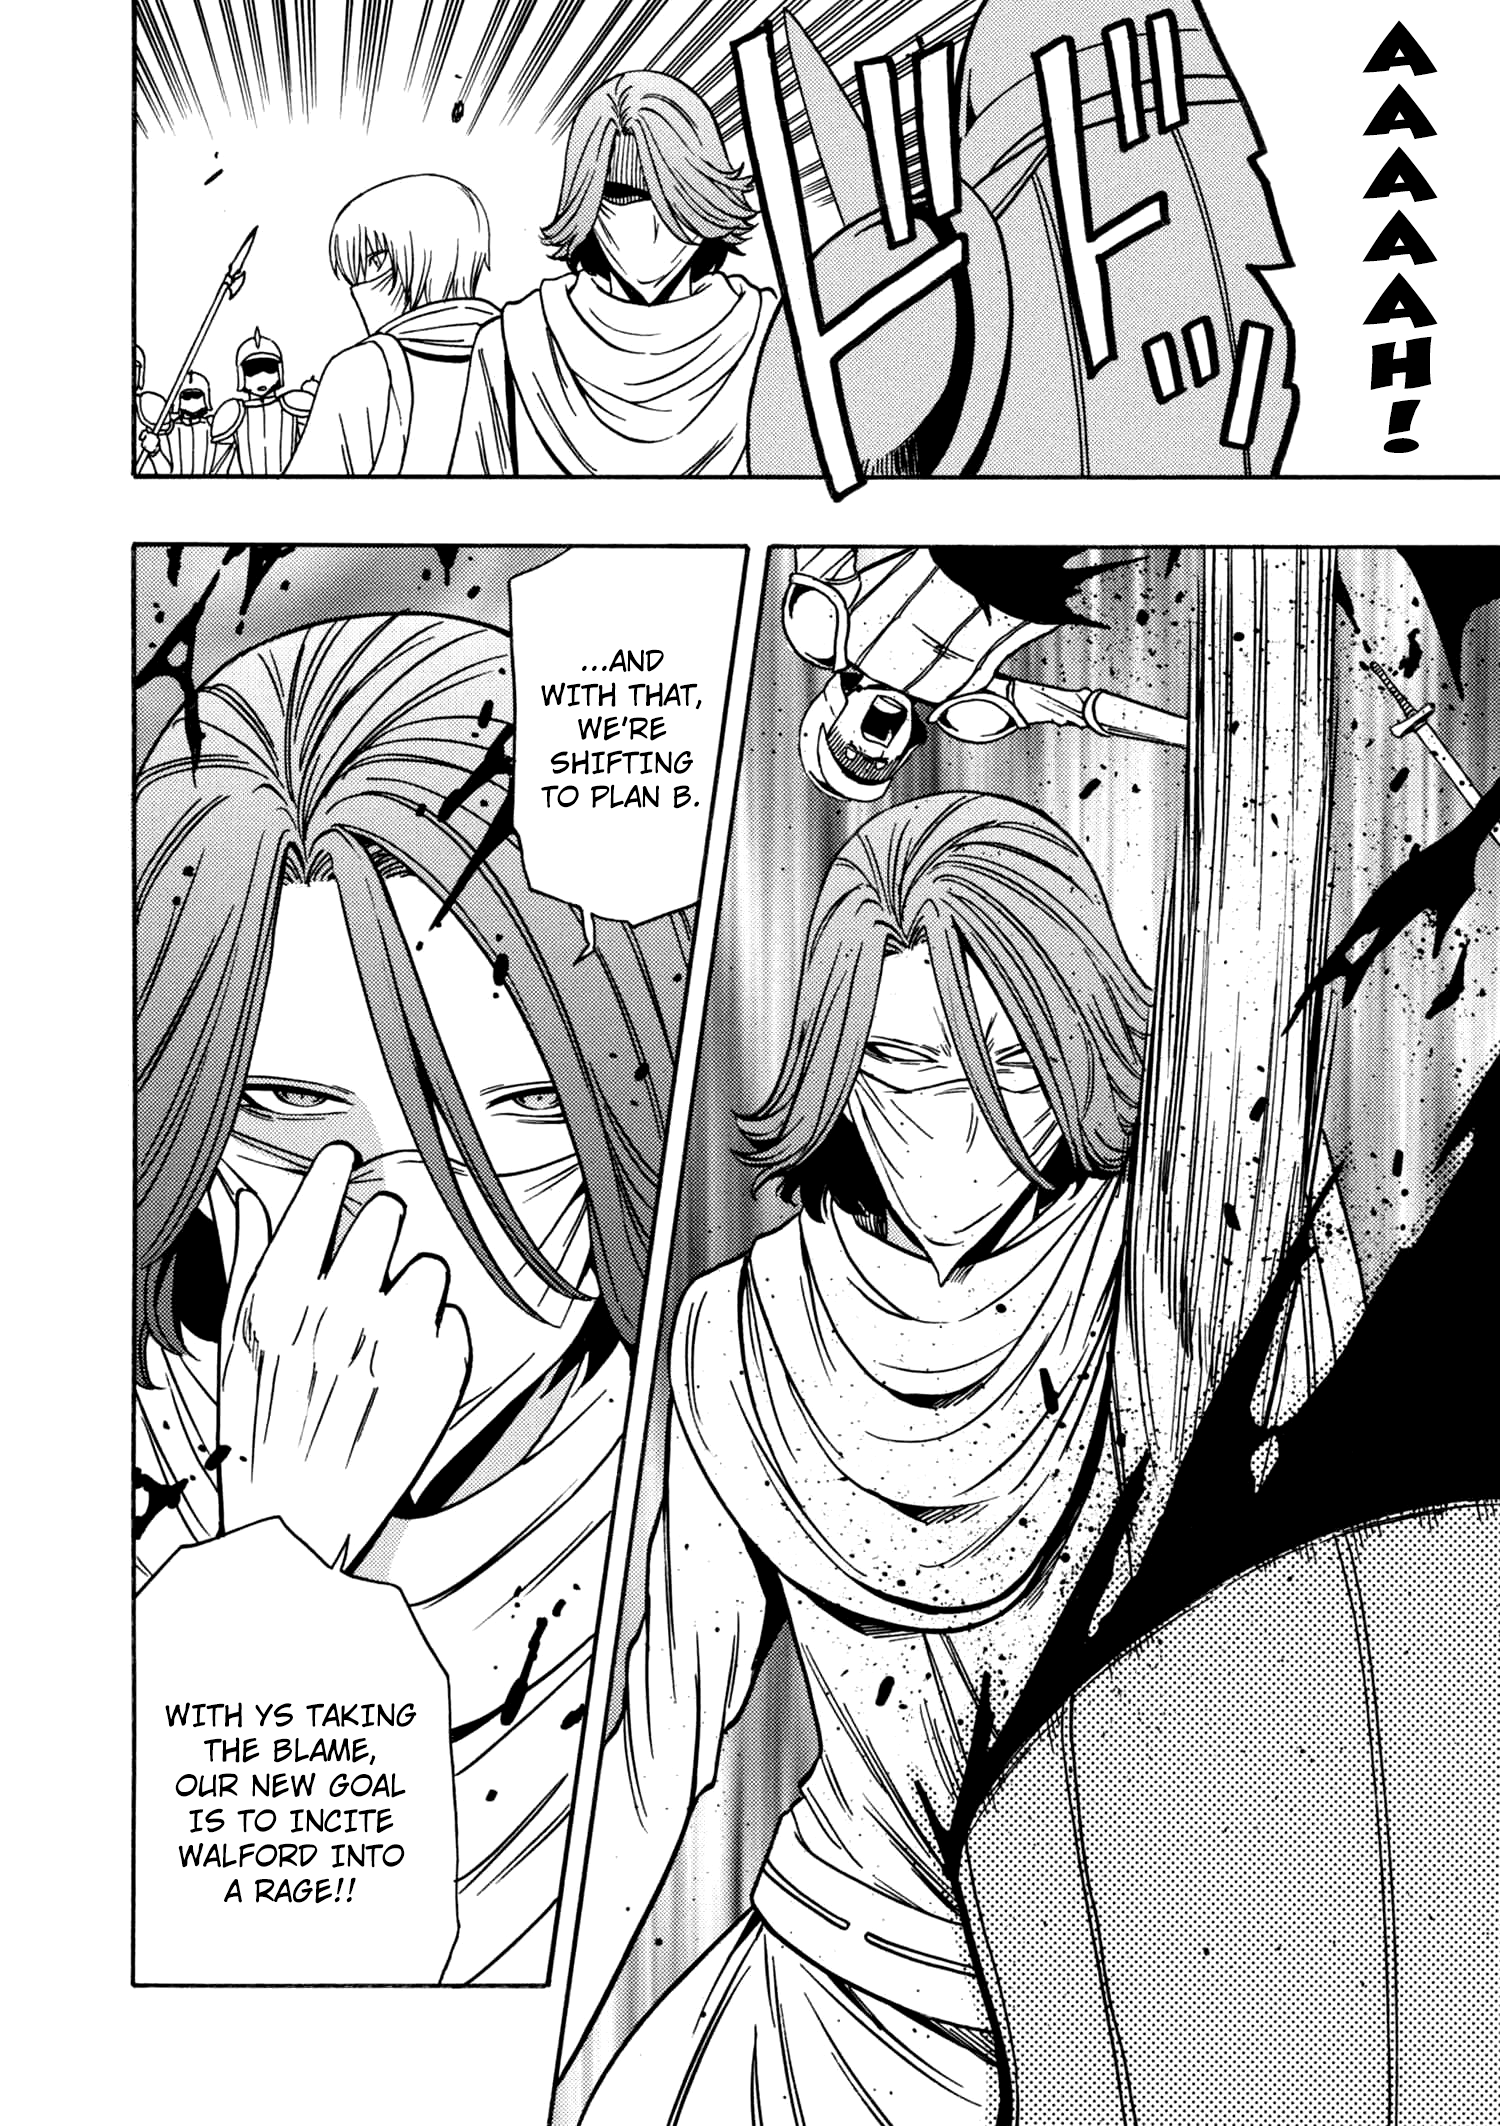 AAAAAH!
ドドドド
...AND
WITH THAT,
WE'RE
SHIFTING
TO PLAN B.
WITH YS TAKING
THE BLAME,
OUR NEW GOAL
IS TO INCITE
WALFORD INTO
A RAGE!!